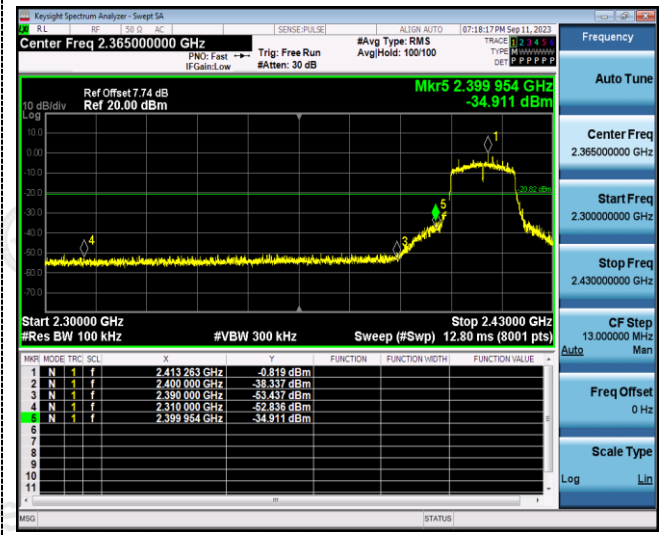 Keysight Spectrum Analyzer - Swept SA
RL RF 50 Ω AC SENSE:PULSE ALIGN AUTO 07:18:17 PM Sep 11, 2023
Center Freq 2.365000000 GHz #Avg Type: RMS TRACE 1 2 3 4 5 6
PNO: Fast Trig: Free Run Avg|Hold: 100/100 TYPE MWWWWW
IFGain:Low #Atten: 30 dB DET P P P P P P
Mkr5 2.399 954 GHz
Ref Offset 7.74 dB
10 dB/div Ref 20.00 dBm -34.911 dBm
Log
10.0
1
0.00
-10.0
-20.0 -20.82 dBm
-30.0 5
-40.0
4 3
-50.0
-60.0
-70.0
Start 2.30000 GHz Stop 2.43000 GHz
#Res BW 100 kHz #VBW 300 kHz Sweep (#Swp) 12.80 ms (8001 pts)
MKR MODE TRC SCL X Y FUNCTION FUNCTION WIDTH FUNCTION VALUE
1 N 1 f 2.413 263 GHz -0.819 dBm
2 N 1 f 2.400 000 GHz -38.337 dBm
3 N 1 f 2.390 000 GHz -53.437 dBm
4 N 1 f 2.310 000 GHz -52.836 dBm
5 N 1 f 2.399 954 GHz -34.911 dBm
6
7
8
9
10
11
MSG STATUS
Frequency
Auto Tune
Center Freq
2.365000000 GHz
Start Freq
2.300000000 GHz
Stop Freq
2.430000000 GHz
CF Step
13.000000 MHz
Auto Man
Freq Offset
0 Hz
Scale Type
Log Lin